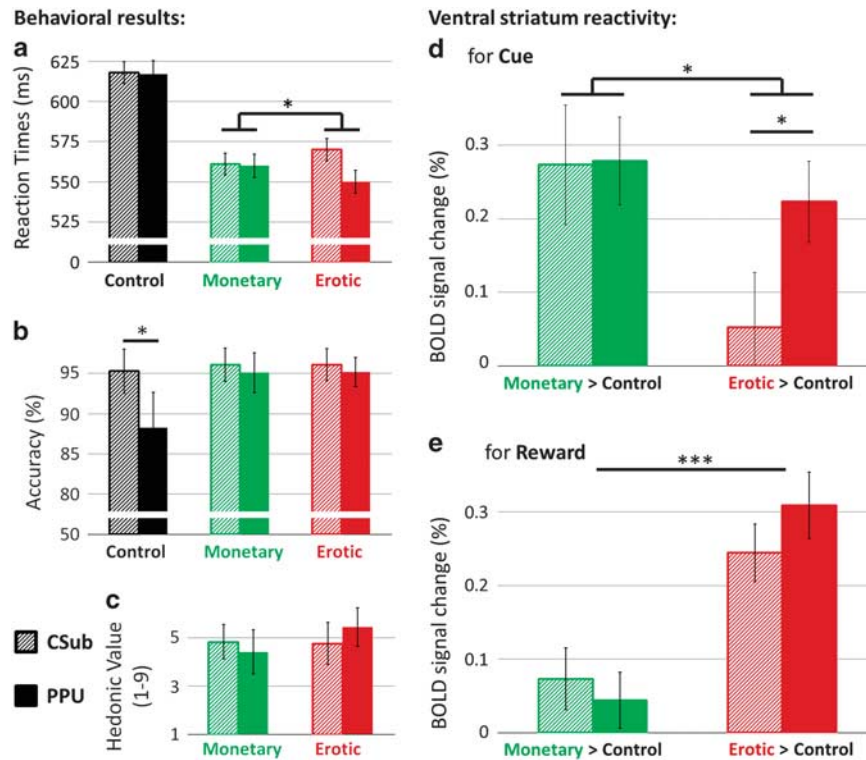 Behavioral results:
a
Reaction Times (ms)
625
600
575
550
525
0
*
Control Monetary Erotic
b
Accuracy (%)
95
90
85
80
50
*
Control Monetary Erotic
c
Hedonic Value
(1-9)
5
3
1
Monetary Erotic
CSub
PPU
Ventral striatum reactivity:
d for Cue
BOLD signal change (%)
0.3
0.2
0.1
0
*
*
Monetary > Control Erotic > Control
e for Reward
BOLD signal change (%)
0.3
0.2
0.1
0
***
Monetary > Control Erotic > Control